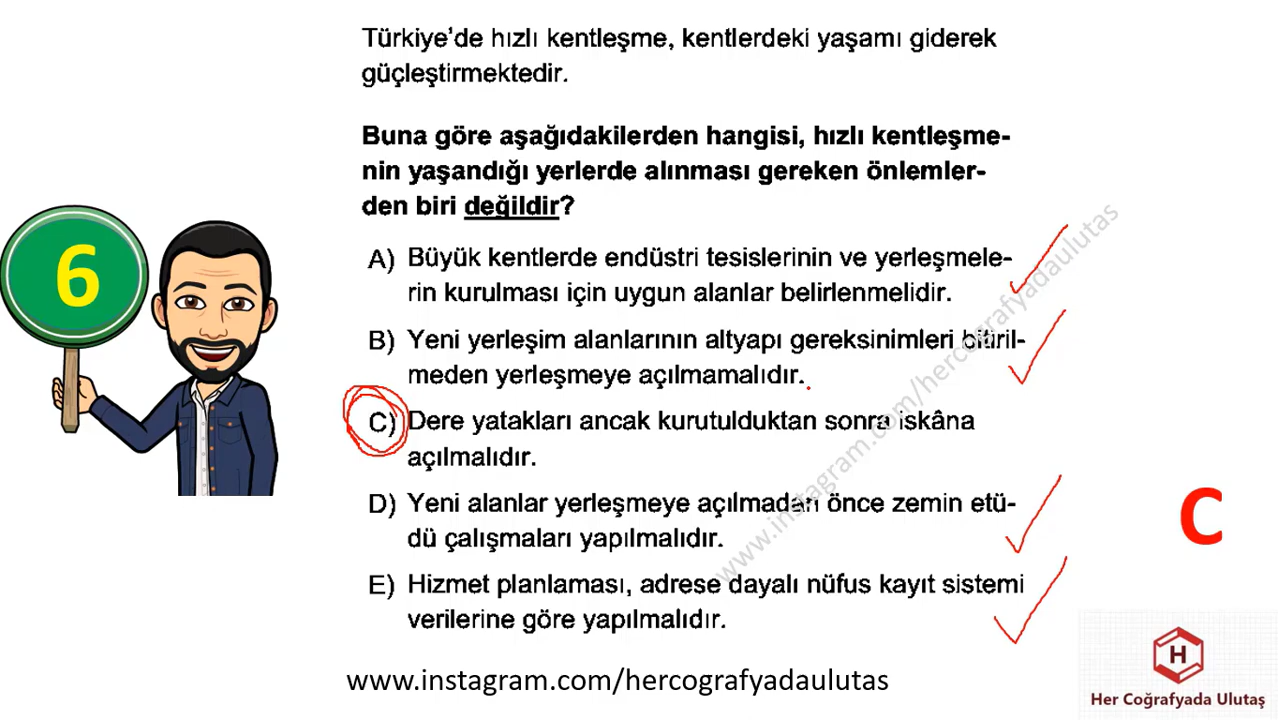 Türkiye'de hızlı kentleşme, kentlerdeki yaşamı giderek
güçleştirmektedir.
Buna göre aşağıdakilerden hangisi, hızlı kentleşme-
nin yaşandığı yerlerde alınması gereken önlemler-
den biri değildir?
6
A) Büyük kentlerde endüstri tesislerinin ve yerleşmele-
rin kurulması için uygun alanlar belirlenmelidir.
B) Yeni yerleşim alanlarının altyapı gereksinimleri bitiril-
meden yerleşmeye açılmamalıdır.
C) Dere yatakları ancak kurutulduktan sonra iskâna
açılmalıdır.
D) Yeni alanlar yerleşmeye açılmadan önce zemin etü-
dü çalışmaları yapılmalıdır.
E) Hizmet planlaması, adrese dayalı nüfus kayıt sistemi
verilerine göre yapılmalıdır.
www.instagram.com/hercografyadaulutas
C
www.instagram.com/hercografyadaulutas
H
Her Coğrafyada Ulutaş